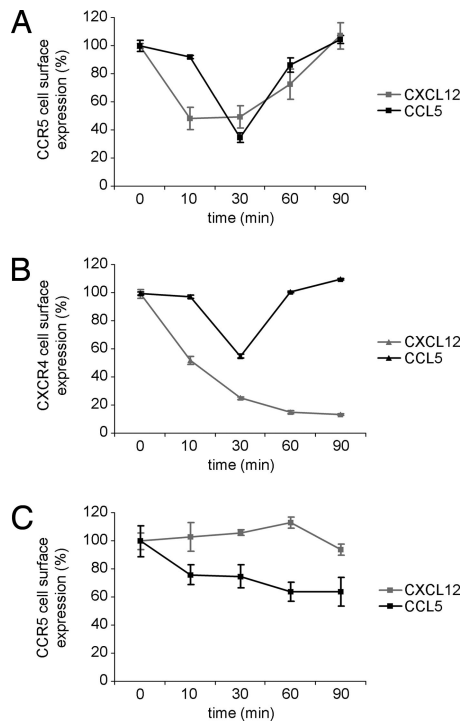 A
CCR5 cell surface
expression (%)
120
100
80
60
40
20
0
0 10 30 60 90
time (min)
CXCL12
CCL5
B
CXCR4 cell surface
expression (%)
120
100
80
60
40
20
0
0 10 30 60 90
time (min)
CXCL12
CCL5
C
CCR5 cell surface
expression (%)
120
100
80
60
40
20
0
0 10 30 60 90
time (min)
CXCL12
CCL5